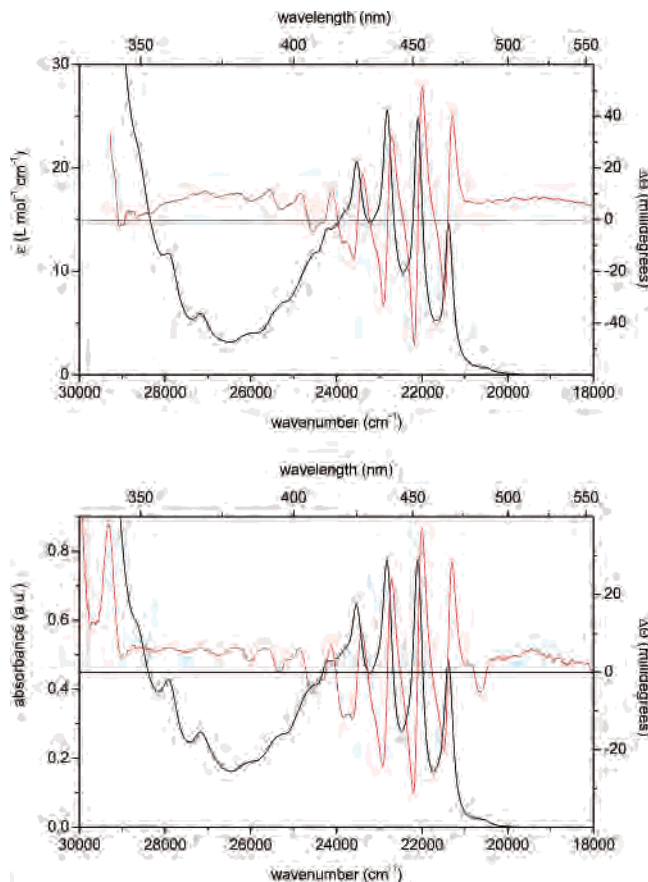 wavelength (nm)
350 400 450 500 550
30
20
10
0
ε (L mol⁻¹cm⁻¹)
40
20
0
-20
-40
Δϴ (millidegrees)
30000 28000 26000 24000 22000 20000 18000
wavenumber (cm⁻¹)
wavelength (nm)
350 400 450 500 550
0.8
0.6
0.4
0.2
0.0
absorbance (a.u.)
20
0
-20
Δϴ (millidegrees)
30000 28000 26000 24000 22000 20000 18000
wavenumber (cm⁻¹)